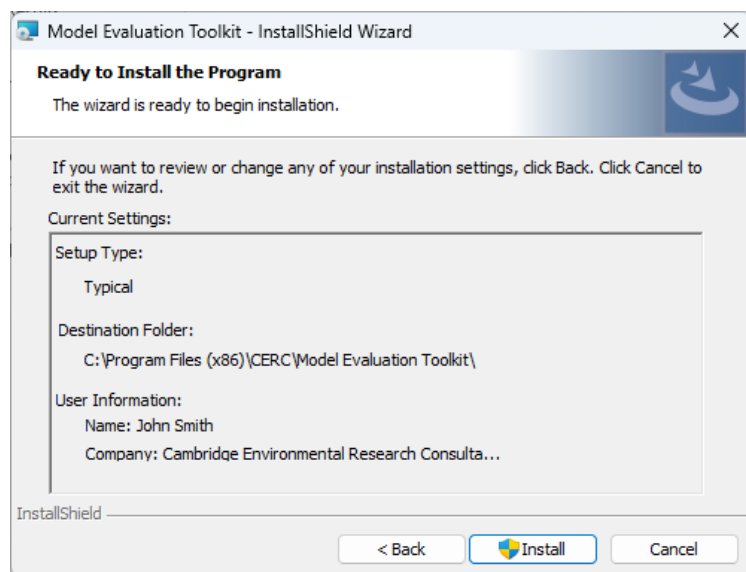 Model Evaluation Toolkit - InstallShield Wizard
Ready to Install the Program
The wizard is ready to begin installation.
If you want to review or change any of your installation settings, click Back. Click Cancel to
exit the wizard.
Current Settings:
Setup Type:
Typical
Destination Folder:
C:\Program Files (x86)\CERC\Model Evaluation Toolkit\
User Information:
Name: John Smith
Company: Cambridge Environmental Research Consulta...
InstallShield
< Back
Install
Cancel